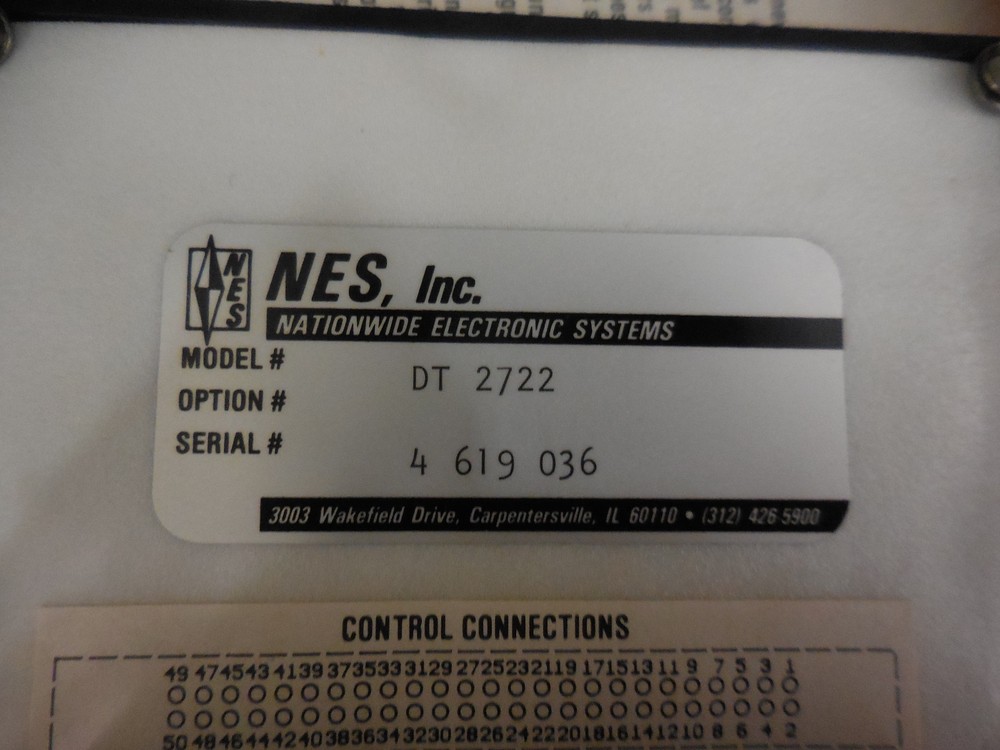 NES
NES, Inc.
NATIONWIDE ELECTRONIC SYSTEMS
MODEL # DT 2722
OPTION #
SERIAL # 4 619 036
3003 Wakefield Drive, Carpentersville, IL 60110 • (312) 426-5900
CONTROL CONNECTIONS
49 47 45 43 41 39 37 35 33 31 29 27 25 23 21 19 17 15 13 11 9 7 5 3 1
50 48 46 44 42 40 38 36 34 32 30 28 26 24 22 20 18 16 14 12 10 8 6 4 2